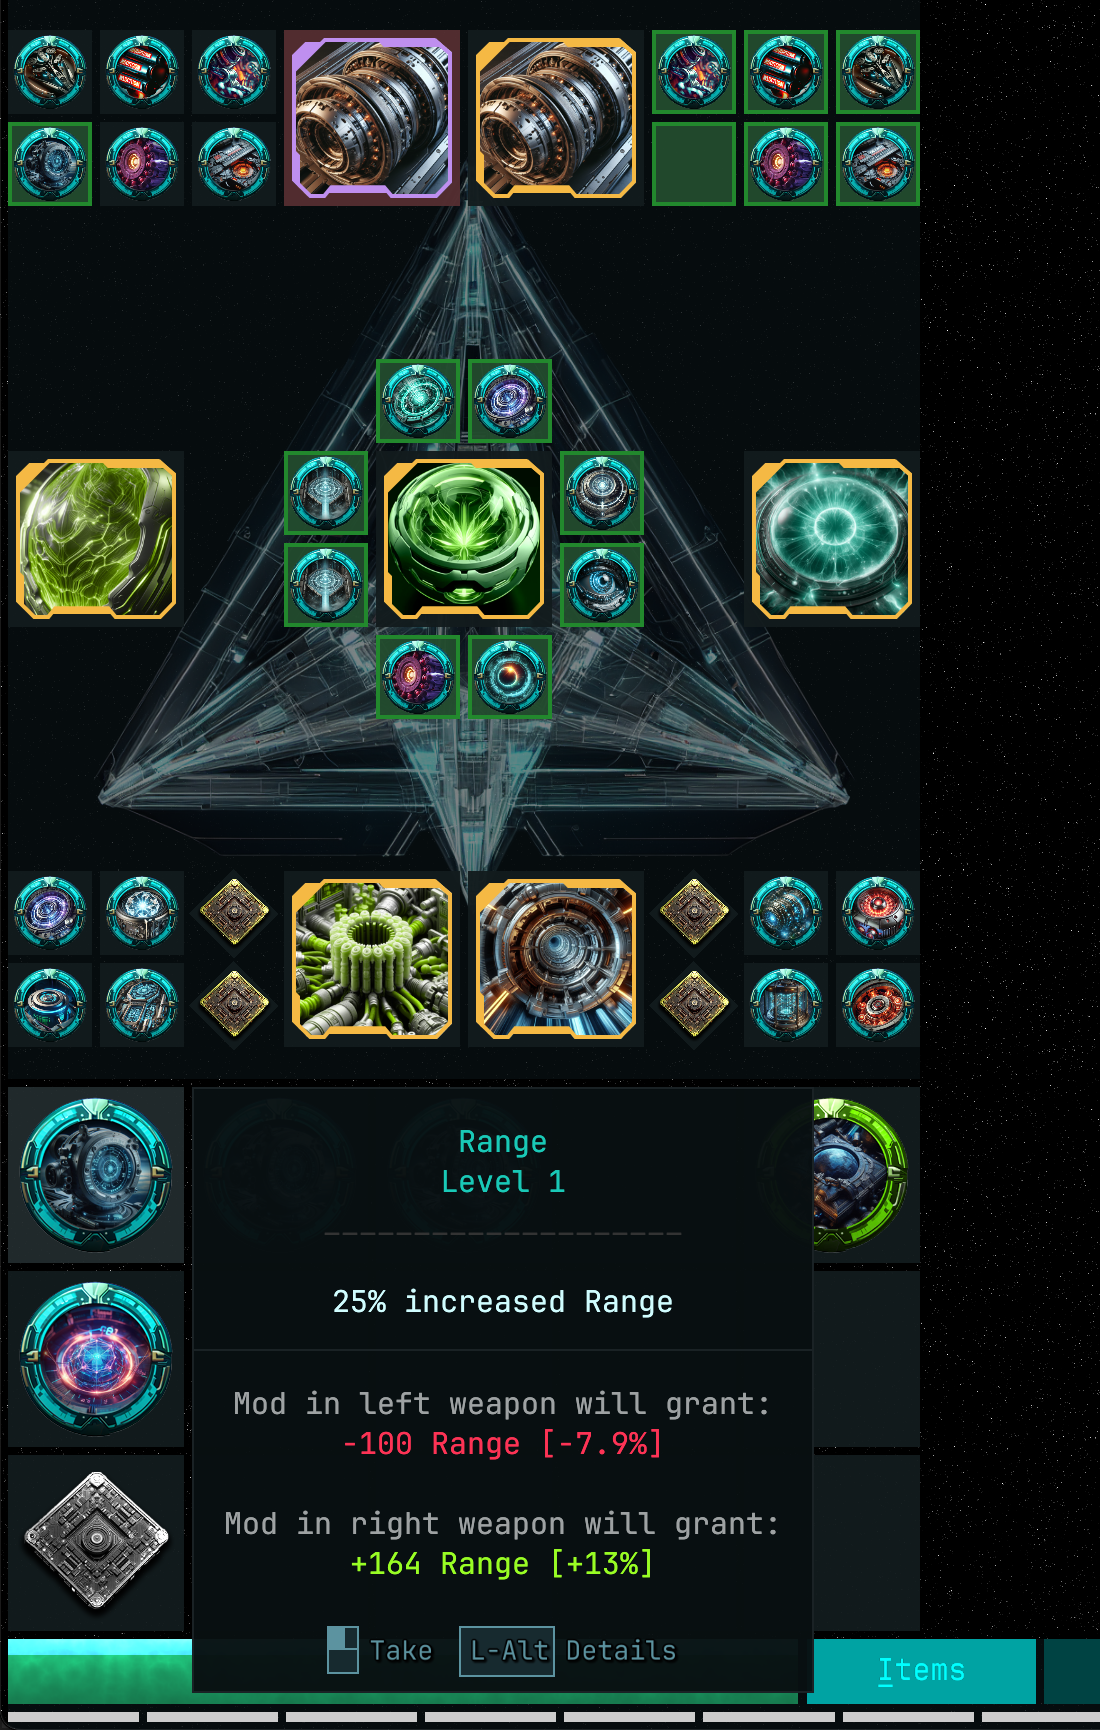 Range
Level 1
____________________
25% increased Range
Mod in left weapon will grant:
-100 Range [-7.9%]
Mod in right weapon will grant:
+164 Range [+13%]
Take L-Alt Details
Items